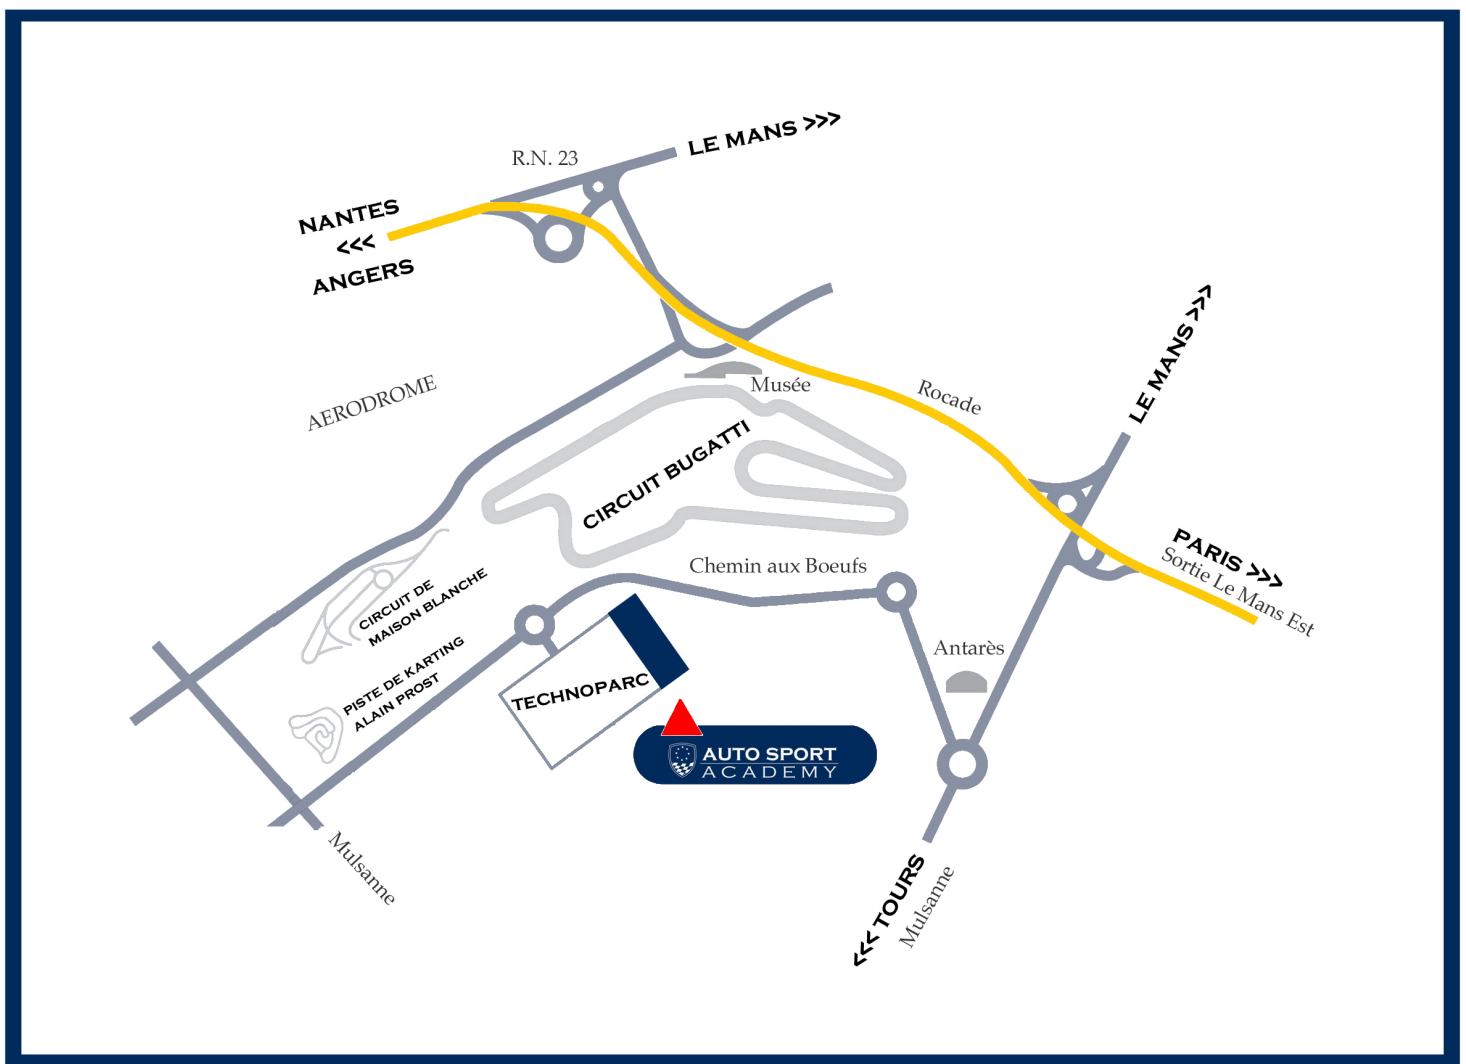 LE MANS >>>
R.N. 23
NANTES
<<<
ANGERS
LE MANS >>>
AERODROME
Musée
Rocade
CIRCUIT BUGATTI
PARIS >>>
Sortie Le Mans Est
Chemin aux Boeufs
CIRCUIT DE
MAISON BLANCHE
Antarès
PISTE DE KARTING
ALAIN PROST
TECHNOPARC
AUTO SPORT
ACADEMY
Mulsanne
<<< TOURS
Mulsanne